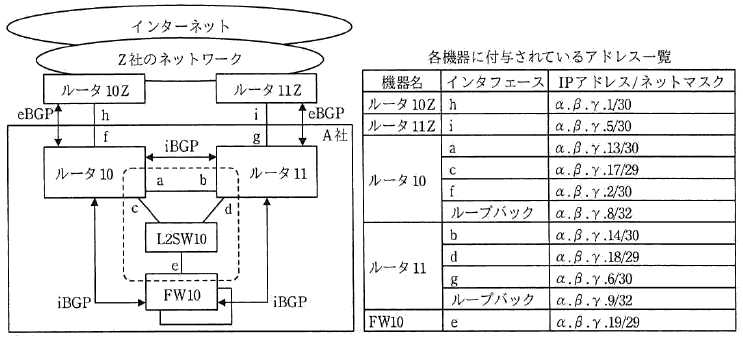 インターネット
Z社のネットワーク
ルータ10Z
ルータ11Z
eBGP
h
i
eBGP
f
g
A社
ルータ10
iBGP
ルータ11
a
b
c
d
L2SW10
e
iBGP
FW10
iBGP
各機器に付与されているアドレス一覧
機器名 インタフェース IPアドレス/ネットマスク
ルータ10Z h α.β.γ.1/30
ルータ11Z i α.β.γ.5/30
ルータ10 a α.β.γ.13/30
c α.β.γ.17/29
f α.β.γ.2/30
ループバック α.β.γ.8/32
ルータ11 b α.β.γ.14/30
d α.β.γ.18/29
g α.β.γ.6/30
ループバック α.β.γ.9/32
FW10 e α.β.γ.19/29